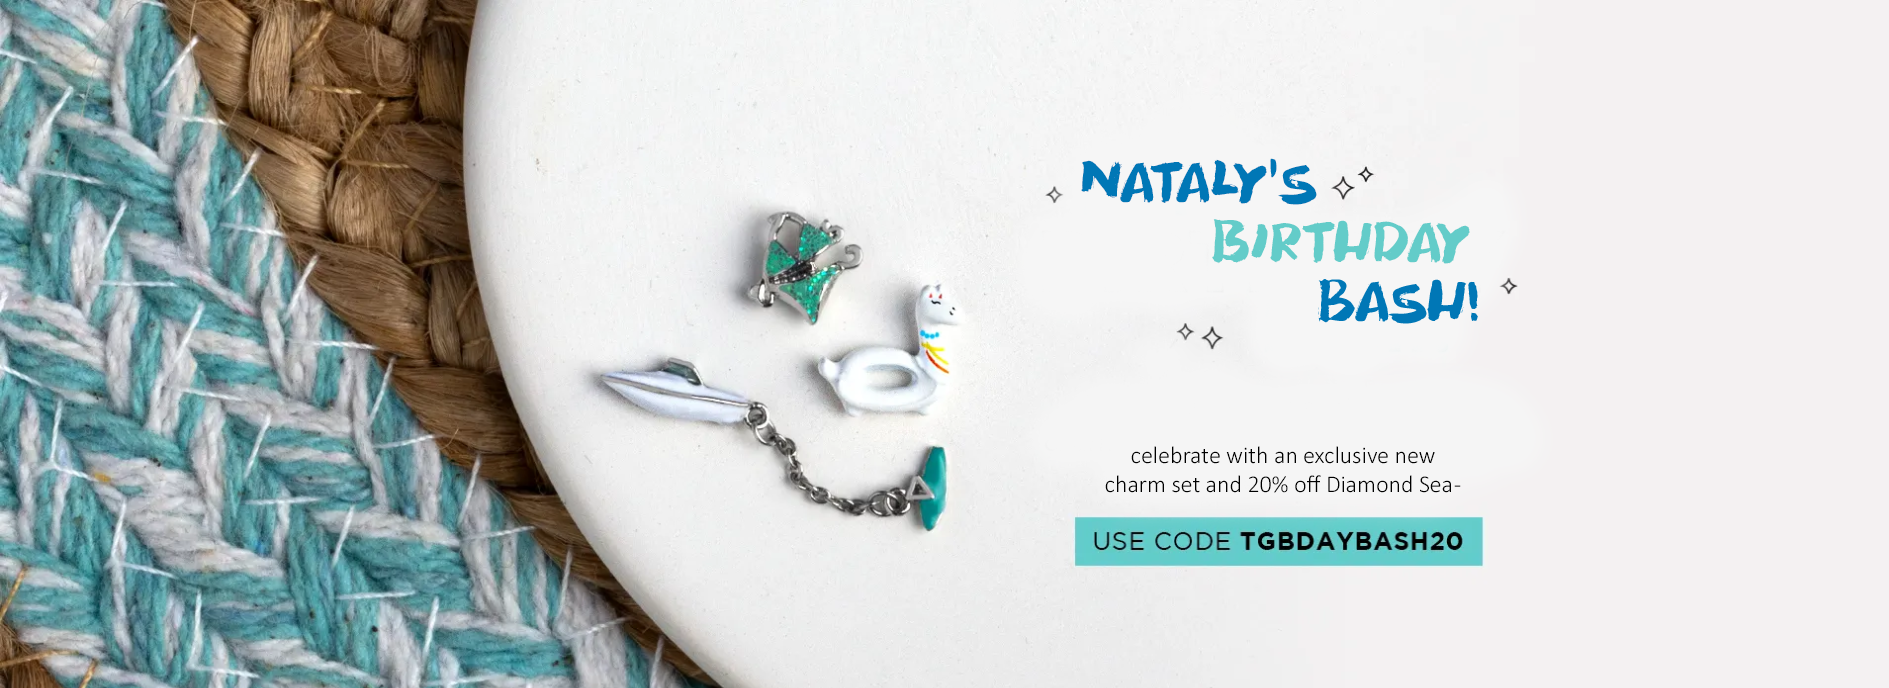 NATALY'S
BIRTHDAY
BASH!
celebrate with an exclusive new
charm set and 20% off Diamond Sea-
USE CODE TGBDAYBASH20